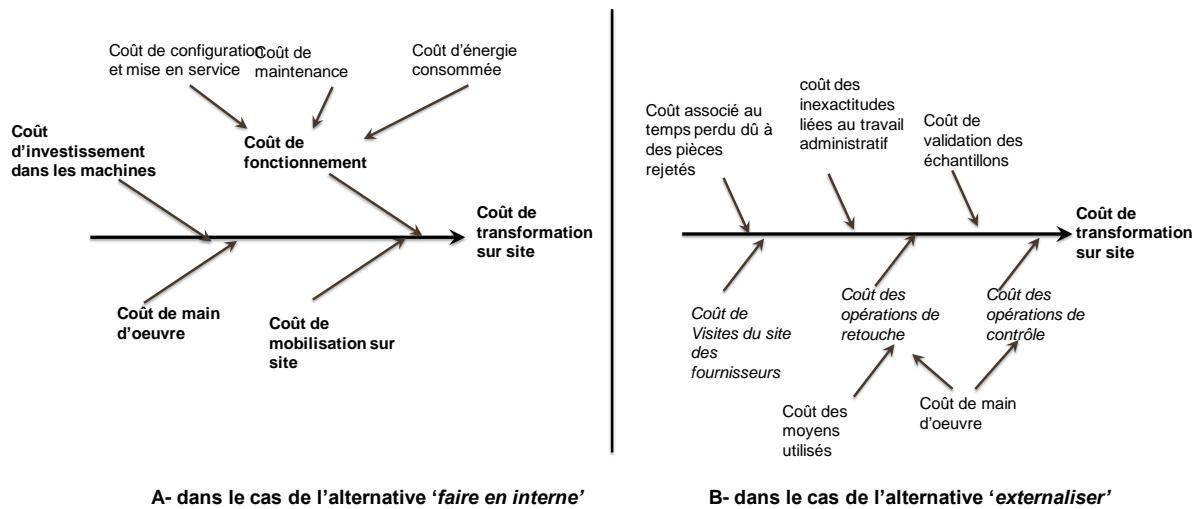 Coût de configuration
et mise en service
Coût de
maintenance
Coût d'énergie
consommée
Coût
d'investissement
dans les machines
Coût de
fonctionnement
Coût de
transformation
sur site
Coût de main
d'oeuvre
Coût de
mobilisation sur
site
A- dans le cas de l'alternative ‘faire en interne’
Coût associé au
temps perdu dû à
des pièces
rejetés
coût des
inexactitudes
liées au travail
administratif
Coût de
validation des
échantillons
Coût de
transformation
sur site
Coût de
Visites du site
des
fournisseurs
Coût des
opérations de
retouche
Coût des
opérations de
contrôle
Coût des
moyens
utilisés
Coût de main
d'oeuvre
B- dans le cas de l'alternative ‘externaliser’